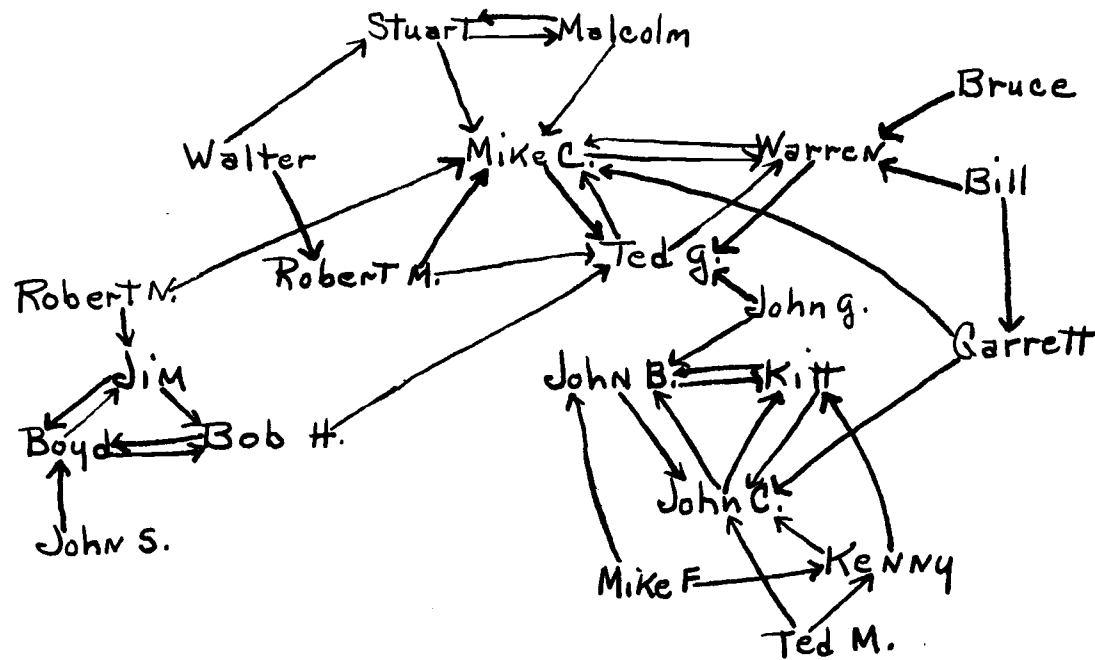 Stuart
Malcolm
Bruce
Walter
Mike C.
Warren
Bill
Robert M.
Ted G.
Robert N.
John G.
Garrett
Jim
John B.
Kitt
Boyd
Bob H.
John C.
John S.
Mike F
Kenny
Ted M.